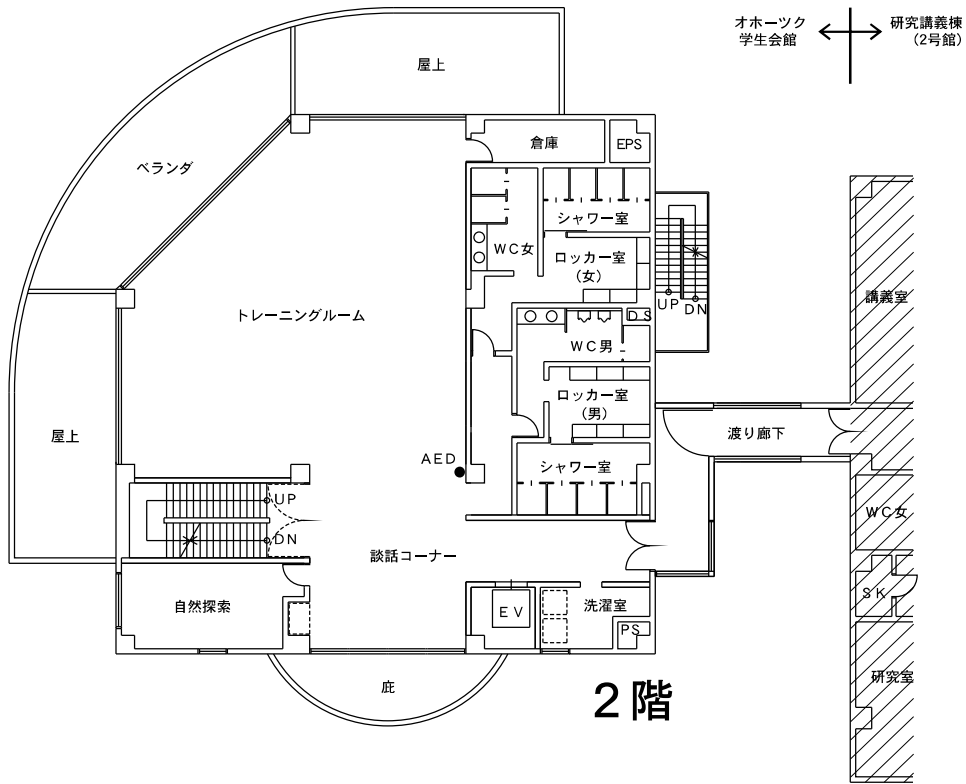 オホーツク
学生会館
研究講義棟
(2号館)
屋上
倉庫
EPS
ベランダ
シャワー室
WC女
ロッカー室
(女)
UP
DN
講義室
トレーニングルーム
DS
WC男
ロッカー室
(男)
屋上
渡り廊下
AED
シャワー室
UP
WC女
DN
談話コーナー
自然探索
EV
洗濯室
SK
PS
研究室
庇
2階